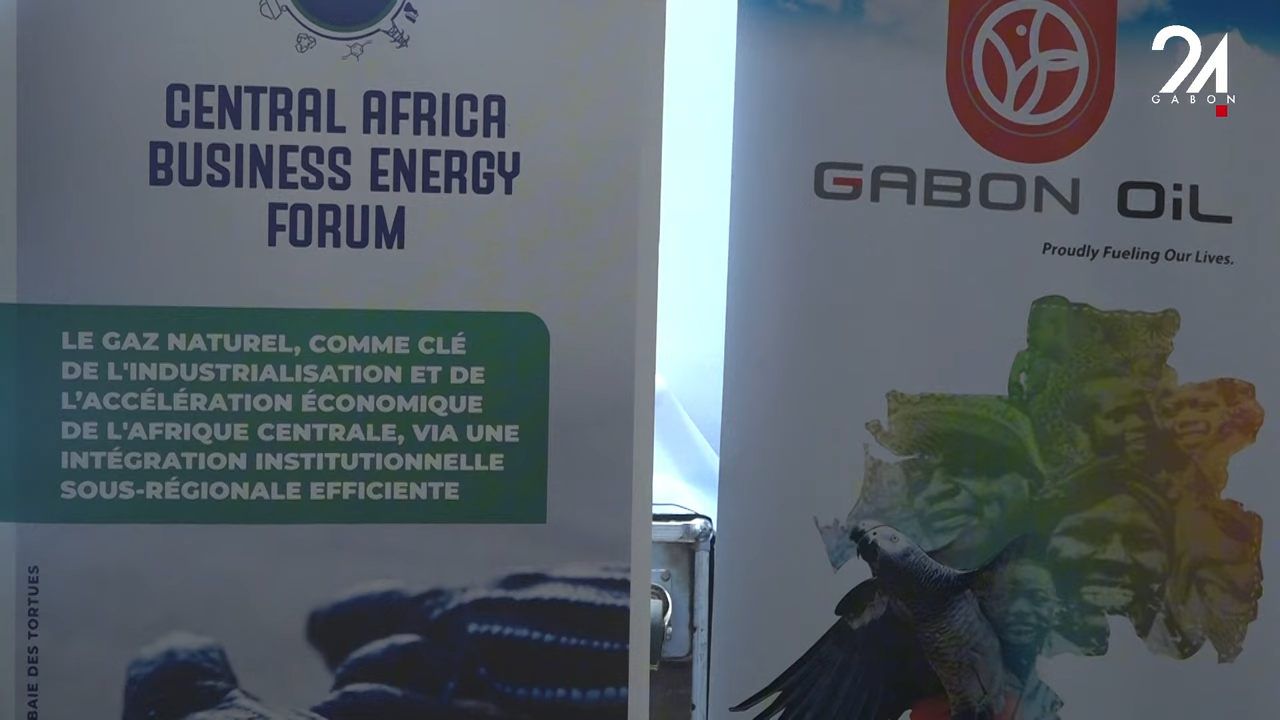 CENTRAL AFRICA
BUSINESS ENERGY
FORUM
LE GAZ NATUREL, COMME CLÉ
DE L'INDUSTRIALISATION ET DE
L'ACCÉLÉRATION ÉCONOMIQUE
DE L'AFRIQUE CENTRALE, VIA UNE
INTÉGRATION INSTITUTIONNELLE
SOUS-RÉGIONALE EFFICIENTE
BAIE DES TORTUES
GABON OiL
Proudly Fueling Our Lives.
24
GABON